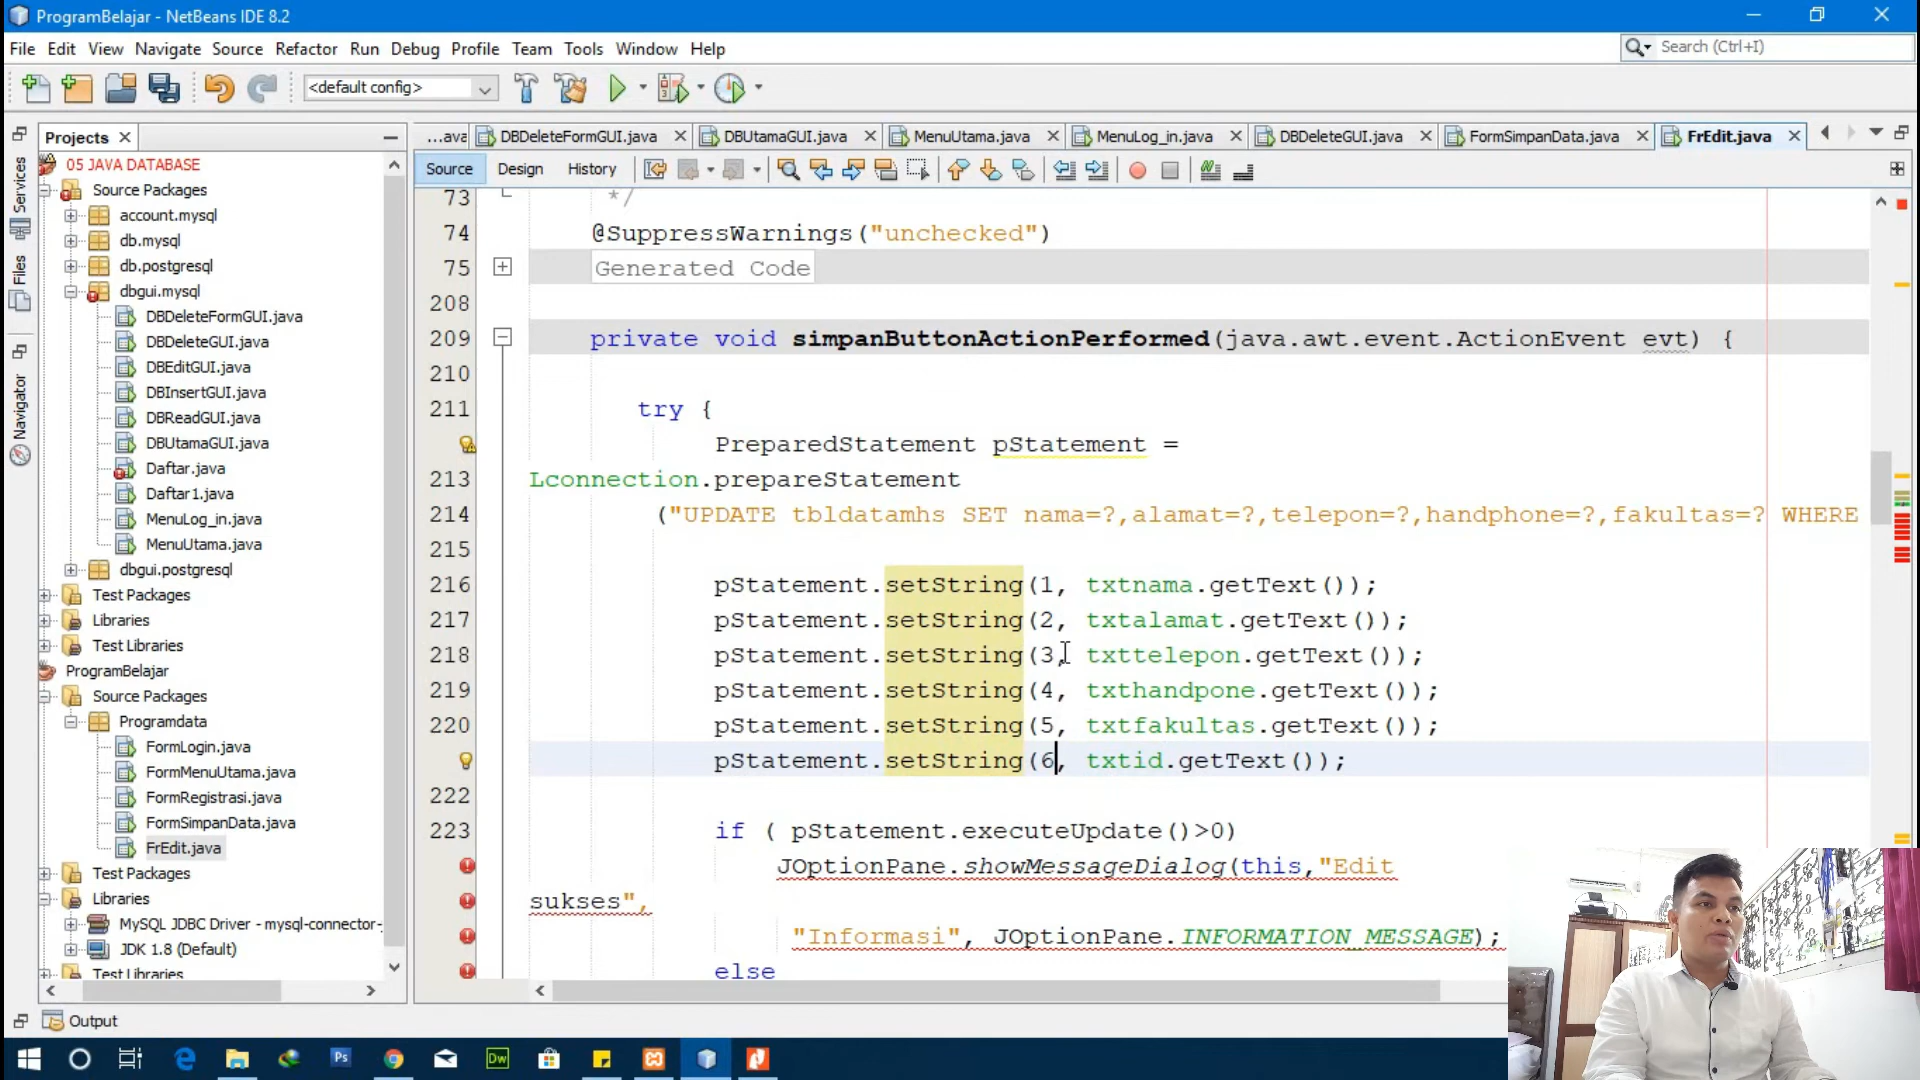 ProgramBelajar - NetBeans IDE 8.2
File Edit View Navigate Source Refactor Run Debug Profile Team Tools Window Help
Search (Ctrl+I)
<default config>
Projects
...ava DBDeleteFormGUI.java DBUtamaGUI.java MenuUtama.java MenuLog_in.java DBDeleteGUI.java FormSimpanData.java FrEdit.java
Source Design History
Services
Files
Navigator
05 JAVA DATABASE
Source Packages
account.mysql
db.mysql
db.postgresql
dbgui.mysql
DBDeleteFormGUI.java
DBDeleteGUI.java
DBEditGUI.java
DBInsertGUI.java
DBReadGUI.java
DBUtamaGUI.java
Daftar.java
Daftar1.java
MenuLog_in.java
MenuUtama.java
dbgui.postgresql
Test Packages
Libraries
Test Libraries
ProgramBelajar
Source Packages
Programdata
FormLogin.java
FormMenuUtama.java
FormRegistrasi.java
FormSimpanData.java
FrEdit.java
Test Packages
Libraries
MySQL JDBC Driver - mysql-connector-
JDK 1.8 (Default)
Test Libraries
73 */
74 @SuppressWarnings("unchecked")
75 Generated Code
208
209 private void simpanButtonActionPerformed(java.awt.event.ActionEvent evt) {
210
211 try {
PreparedStatement pStatement =
213 Lconnection.prepareStatement
214 ("UPDATE tbldatamhs SET nama=?,alamat=?,telepon=?,handphone=?,fakultas=? WHERE
215
216 pStatement.setString(1, txtnama.getText());
217 pStatement.setString(2, txtalamat.getText());
218 pStatement.setString(3, txttelepon.getText());
219 pStatement.setString(4, txthandpone.getText());
220 pStatement.setString(5, txtfakultas.getText());
pStatement.setString(6, txtid.getText());
222
223 if ( pStatement.executeUpdate()>0)
JOptionPane.showMessageDialog(this,"Edit
sukses",
"Informasi", JOptionPane.INFORMATION_MESSAGE);
else
Output
Ps
Dw